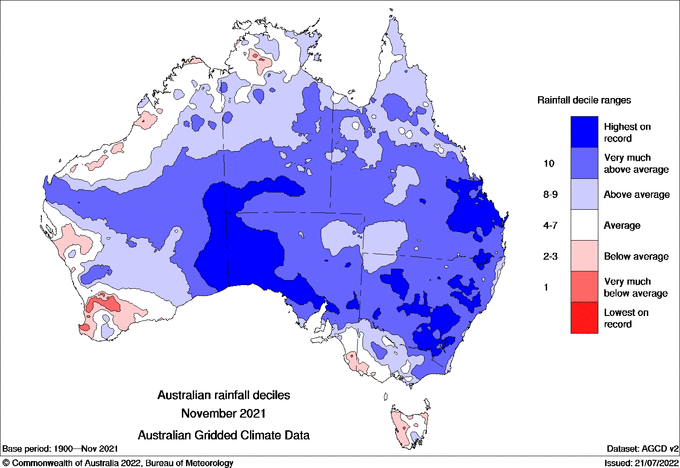 Rainfall decile ranges
Highest on
record
10
Very much
above average
8-9
Above average
4-7
Average
2-3
Below average
1
Very much
below average
Lowest on
record
Australian rainfall deciles
November 2021
Australian Gridded Climate Data
Base period: 1900—Nov 2021
Dataset: AGCD v2
© Commonwealth of Australia 2022, Bureau of Meteorology
Issued: 21/07/2022